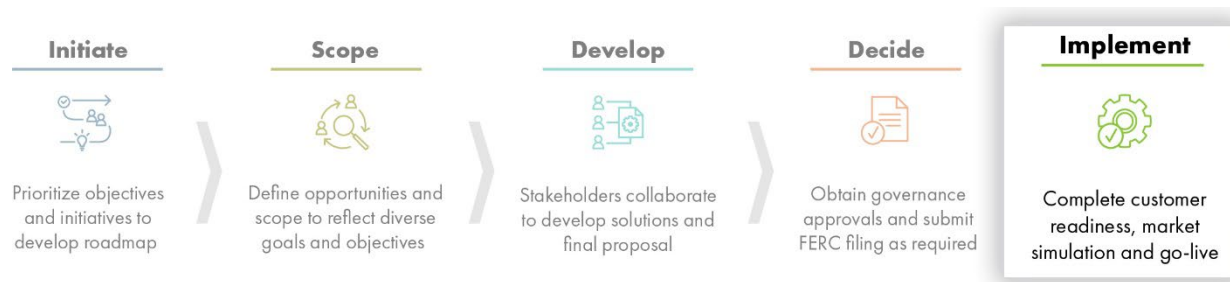 Initiate
Prioritize objectives
and initiatives to
develop roadmap
Scope
Define opportunities and
scope to reflect diverse
goals and objectives
Develop
Stakeholders collaborate
to develop solutions and
final proposal
Decide
Obtain governance
approvals and submit
FERC filing as required
Implement
Complete customer
readiness, market
simulation and go-live